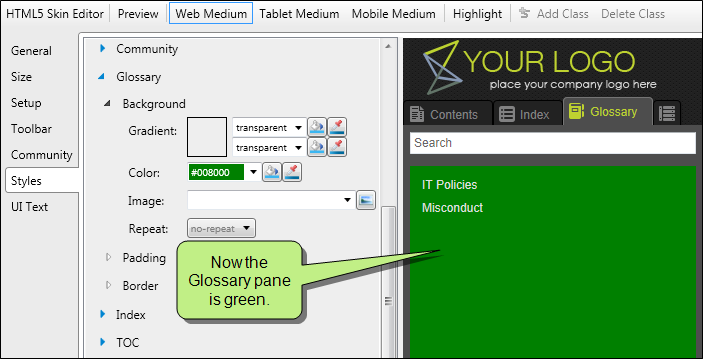 HTML5 Skin Editor Preview Web Medium Tablet Medium Mobile Medium Highlight Add Class Delete Class
General
Size
Setup
Toolbar
Community
Styles
UI Text
Community
Glossary
Background
Gradient: transparent
transparent
Color: #008000
Image:
Repeat: no-repeat
Padding
Border
Index
TOC
Now the
Glossary pane
is green.
YOUR LOGO
place your company logo here
Contents Index Glossary
Search
IT Policies
Misconduct